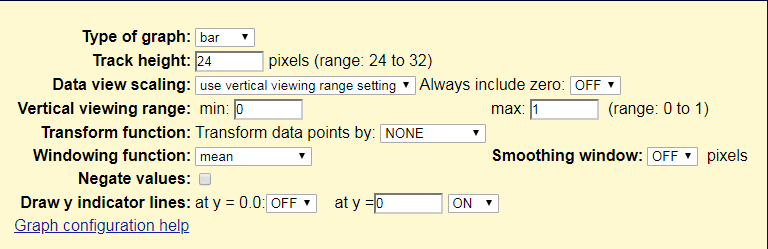 Type of graph: bar
Track height: 24 pixels (range: 24 to 32)
Data view scaling: use vertical viewing range setting Always include zero: OFF
Vertical viewing range: min: 0 max: 1 (range: 0 to 1)
Transform function: Transform data points by: NONE
Windowing function: mean Smoothing window: OFF pixels
Negate values:
Draw y indicator lines: at y = 0.0: OFF at y = 0 ON
Graph configuration help